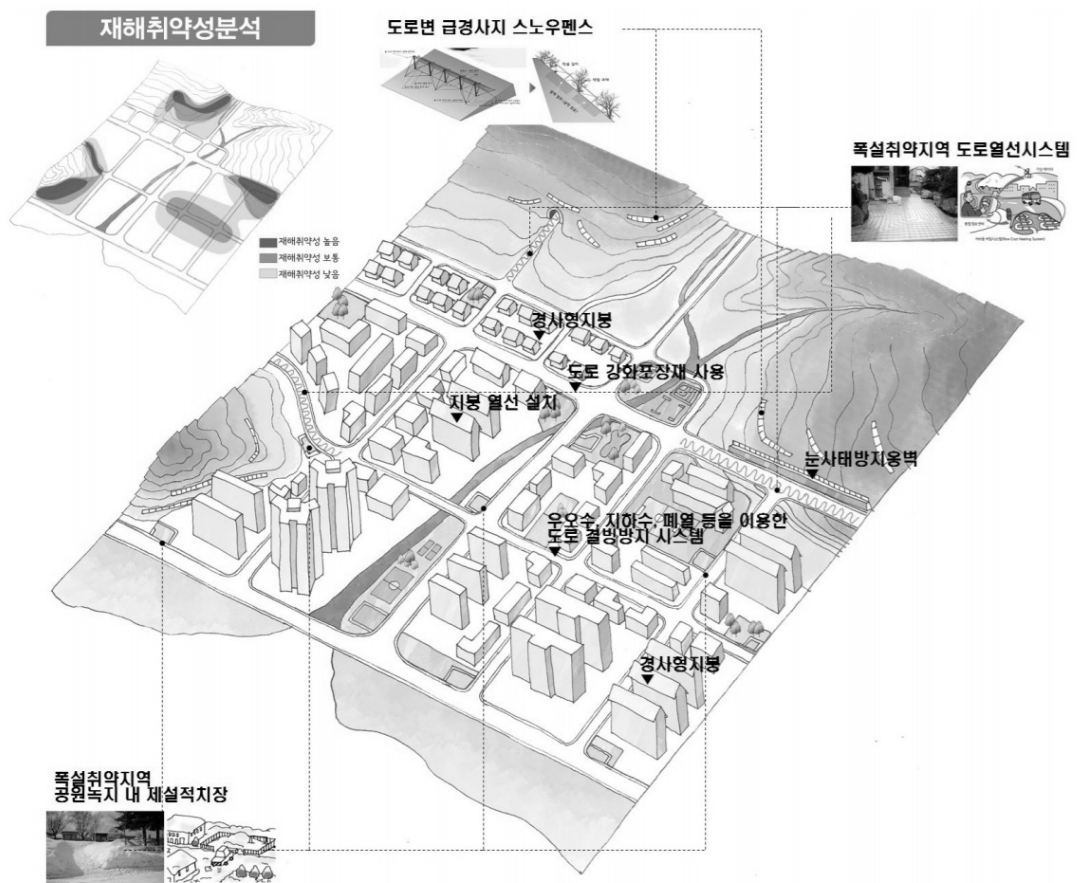 재해취약성분석
도로변 급경사지 스노우펜스
폭설취약지역 도로열선시스템
재해취약성 높음
재해취약성 보통
재해취약성 낮음
경사형지붕
도로 강화포장재 사용
지붕 열선 설치
눈사태방지옹벽
우오수, 지하수, 폐열 등을 이용한
도로 결빙방지 시스템
경사형지붕
폭설취약지역
공원녹지 내 제설적치장